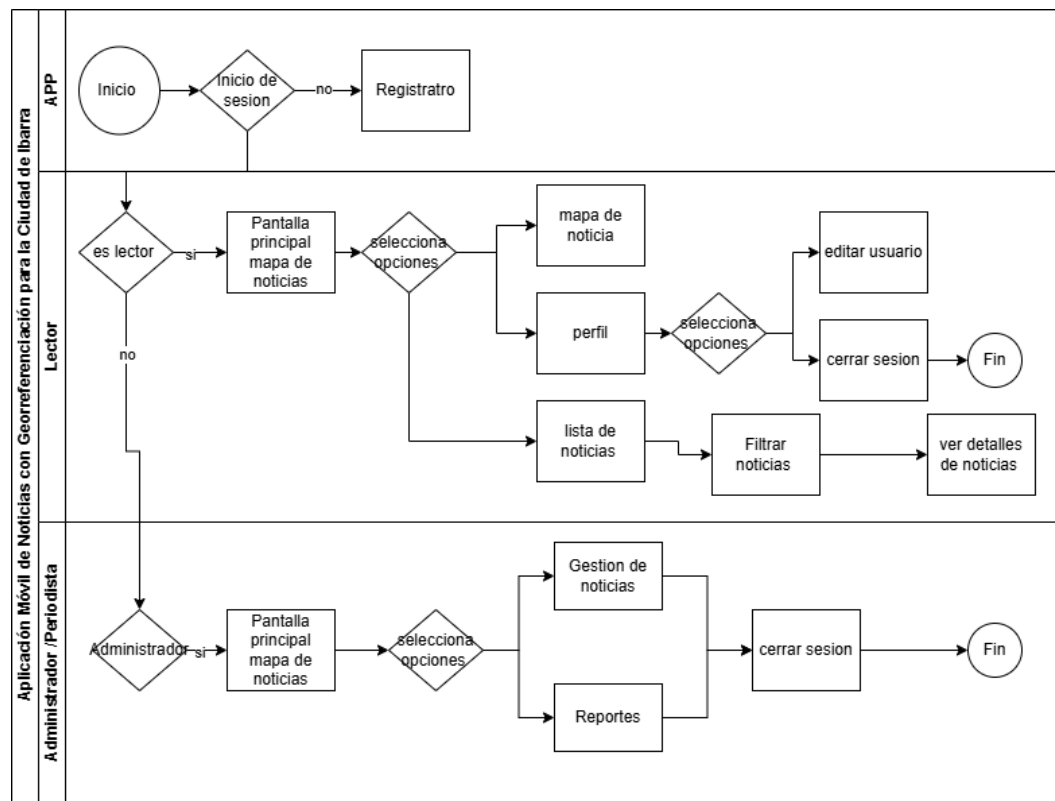 Aplicación Móvil de Noticias con Georreferenciación para la Ciudad de Ibarra
APP
Inicio
Inicio de
sesion
no
Registratro
Lector
es lector
si
Pantalla
principal
mapa de
noticias
selecciona
opciones
mapa de
noticia
perfil
selecciona
opciones
editar usuario
cerrar sesion
Fin
no
lista de
noticias
Filtrar
noticias
ver detalles
de noticias
Administrador /Periodista
Administrador
si
Pantalla
principal
mapa de
noticias
selecciona
opciones
Gestion de
noticias
Reportes
cerrar sesion
Fin